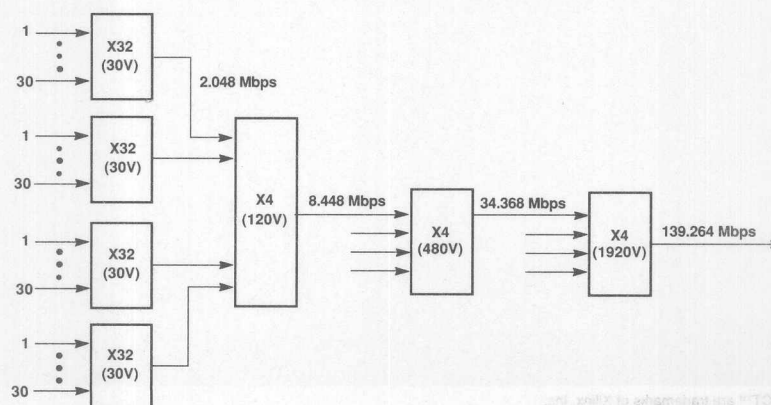 1
30
X32
(30V)
2.048 Mbps
1
30
X32
(30V)
1
30
X32
(30V)
1
30
X32
(30V)
X4
(120V)
8.448 Mbps
X4
(480V)
34.368 Mbps
X4
(1920V)
139.264 Mbps